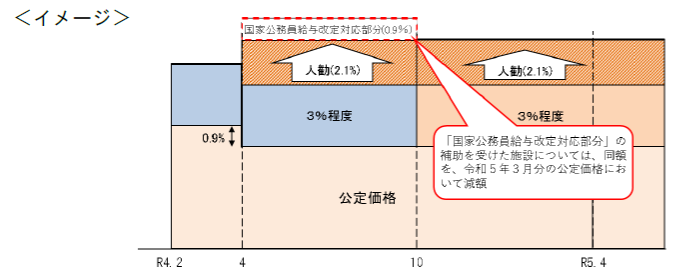 ＜イメージ＞
国家公務員給与改定対応部分(0.9%)
人勧(2.1%)
人勧(2.1%)
3%程度
3%程度
0.9%
「国家公務員給与改定対応部分」の
補助を受けた施設については、同額
を、令和５年３月分の公定価格にお
いて減額
公定価格
R4.2
4
10
R5.4